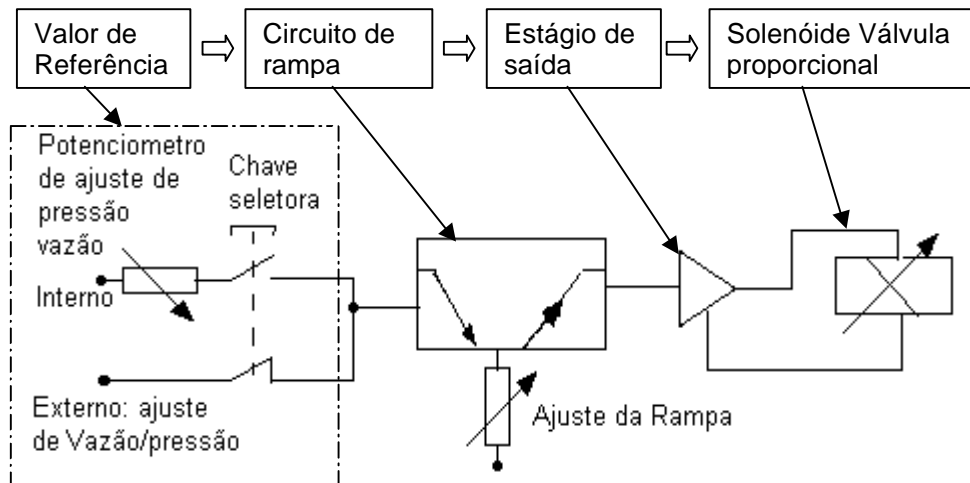 Valor de
Referência
Circuito de
rampa
Estágio de
saída
Solenóide Válvula
proporcional
Potenciometro
de ajuste de
pressão
vazão
Chave
seletora
Interno
Externo: ajuste
de Vazão/pressão
Ajuste da Rampa